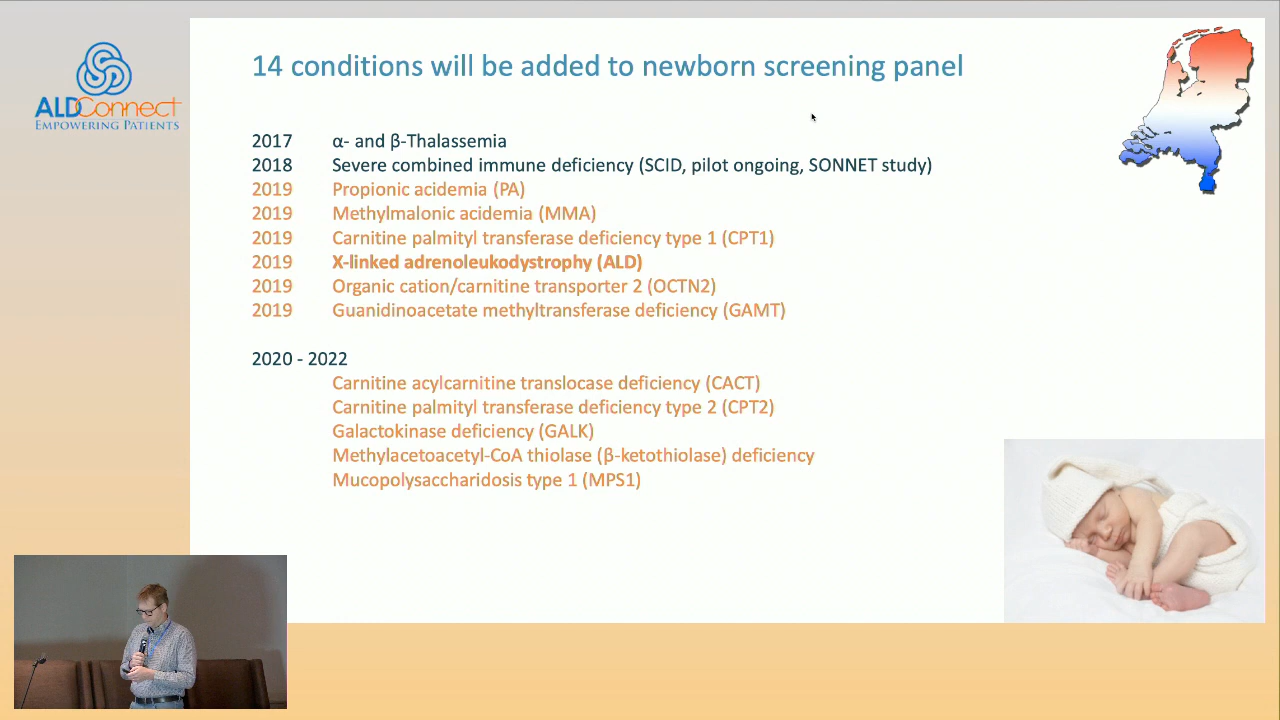 ALDConnect
EMPOWERING PATIENTS
14 conditions will be added to newborn screening panel
2017 α- and β-Thalassemia
2018 Severe combined immune deficiency (SCID, pilot ongoing, SONNET study)
2019 Propionic acidemia (PA)
2019 Methylmalonic acidemia (MMA)
2019 Carnitine palmityl transferase deficiency type 1 (CPT1)
2019 X-linked adrenoleukodystrophy (ALD)
2019 Organic cation/carnitine transporter 2 (OCTN2)
2019 Guanidinoacetate methyltransferase deficiency (GAMT)
2020 - 2022
Carnitine acylcarnitine translocase deficiency (CACT)
Carnitine palmityl transferase deficiency type 2 (CPT2)
Galactokinase deficiency (GALK)
Methylacetoacetyl-CoA thiolase (β-ketothiolase) deficiency
Mucopolysaccharidosis type 1 (MPS1)